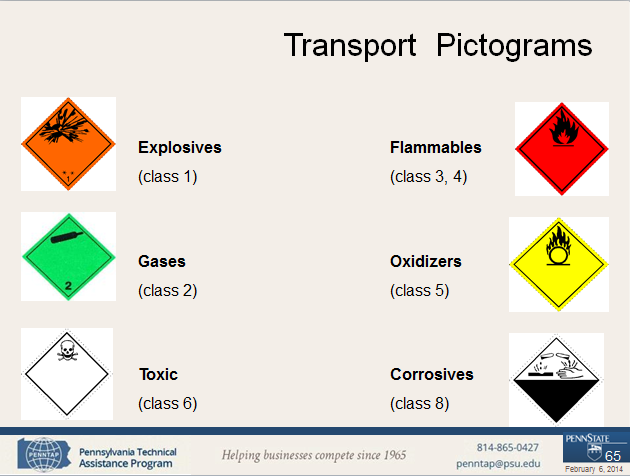 Transport Pictograms
Explosives
(class 1)
* *
1
Flammables
(class 3, 4)
Gases
(class 2)
2
Oxidizers
(class 5)
Toxic
(class 6)
Corrosives
(class 8)
PENNTAP
Pennsylvania Technical
Assistance Program
Helping businesses compete since 1965
814-865-0427
penntap@psu.edu
PENNSTATE
65
February 6, 2014